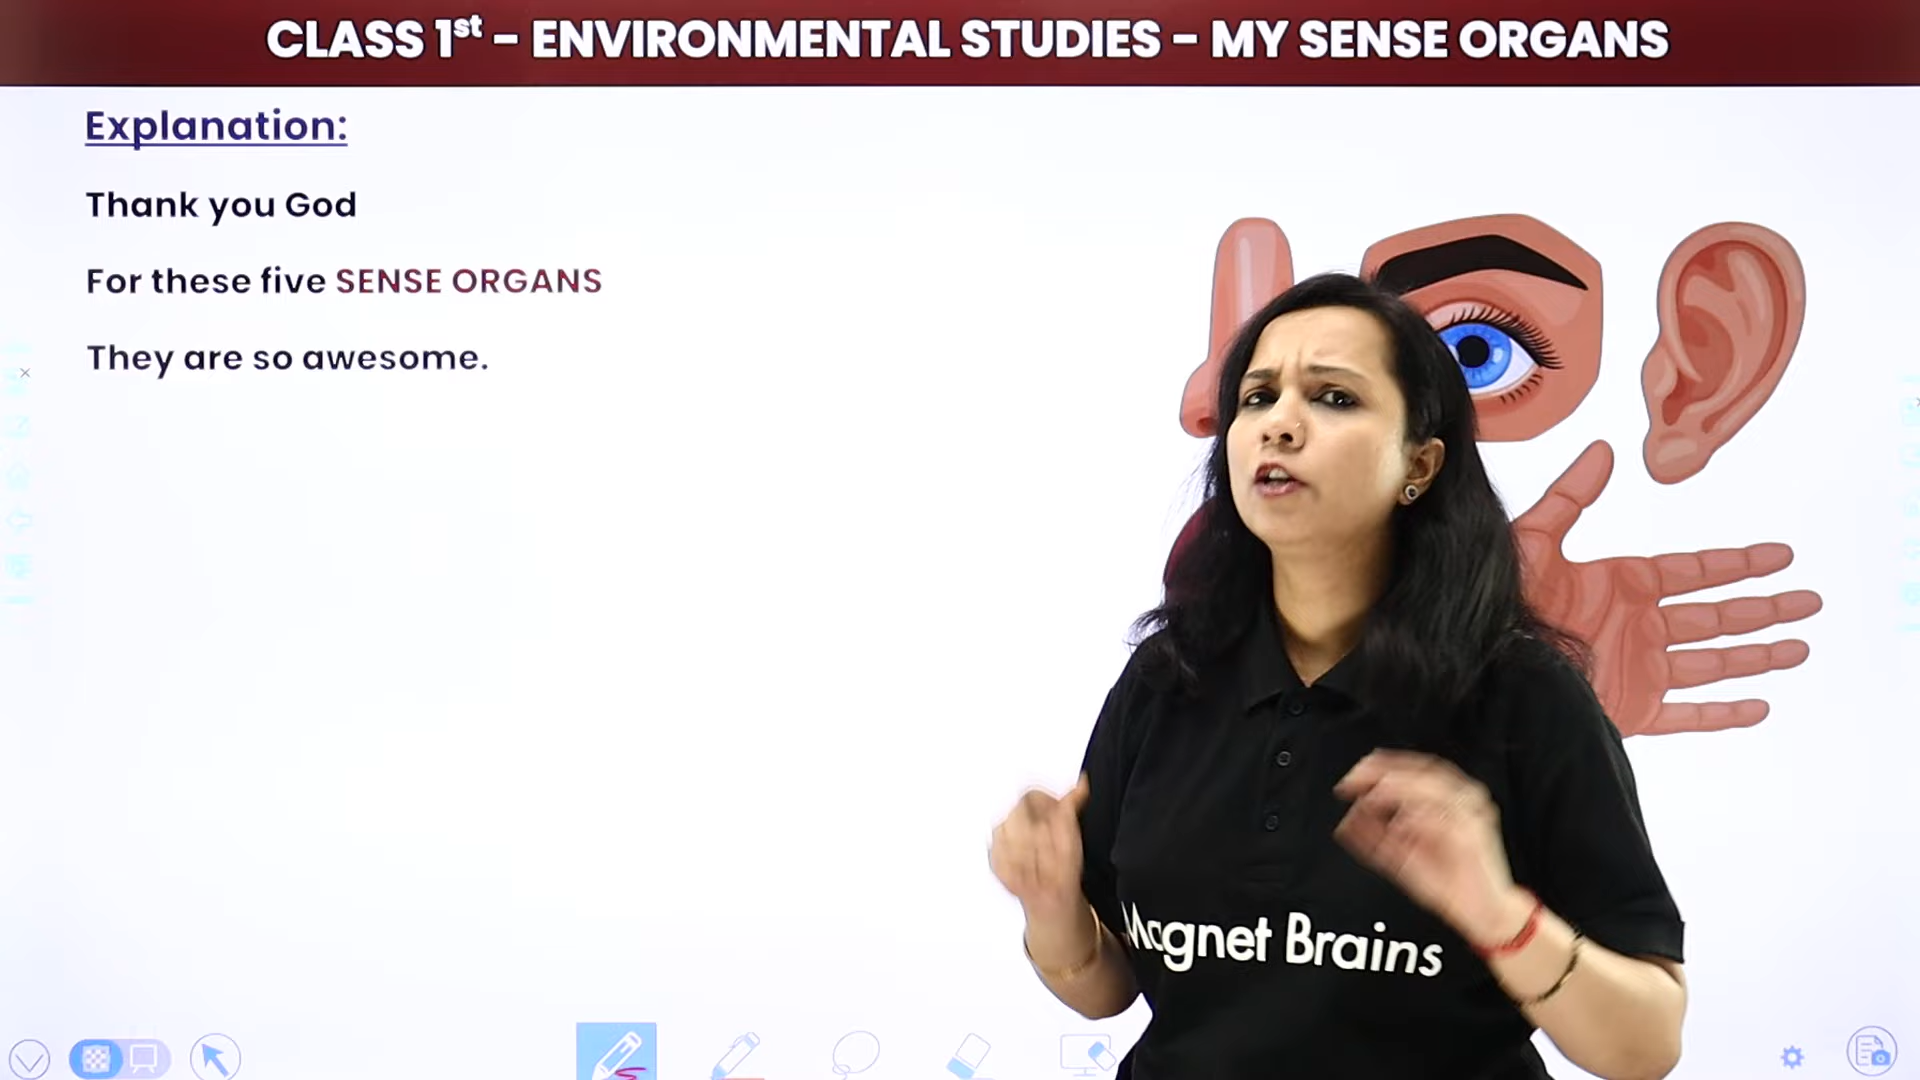 CLASS 1st – ENVIRONMENTAL STUDIES – MY SENSE ORGANS
Explanation:
Thank you God
For these five SENSE ORGANS
They are so awesome.
Magnet Brains